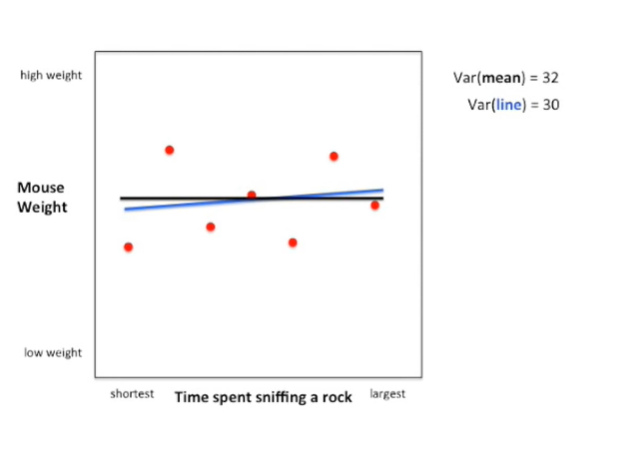 high weight
Var(mean) = 32
Var(line) = 30
Mouse
Weight
low weight
shortest
Time spent sniffing a rock
largest